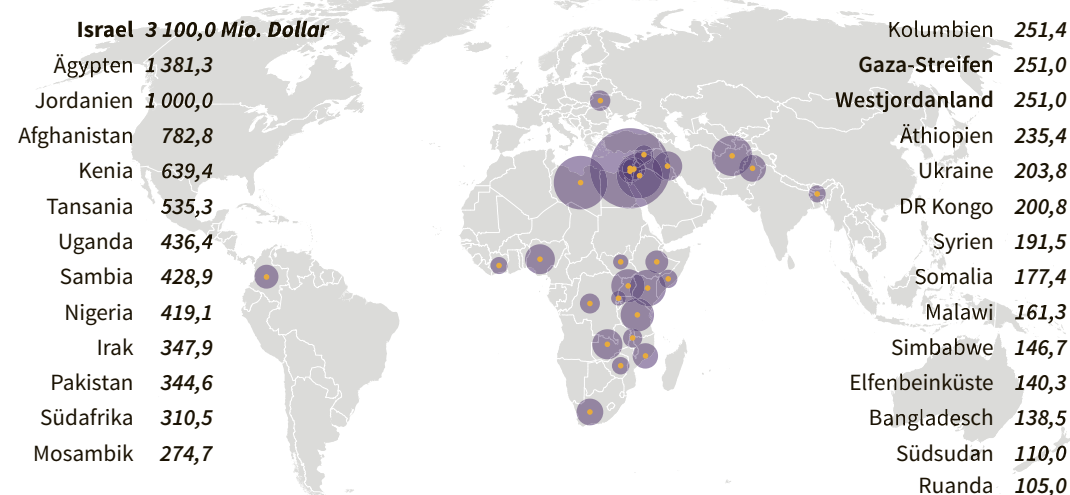 Israel 3 100,0 Mio. Dollar
Ägypten 1 381,3
Jordanien 1 000,0
Afghanistan 782,8
Kenia 639,4
Tansania 535,3
Uganda 436,4
Sambia 428,9
Nigeria 419,1
Irak 347,9
Pakistan 344,6
Südafrika 310,5
Mosambik 274,7
Kolumbien 251,4
Gaza-Streifen 251,0
Westjordanland 251,0
Äthiopien 235,4
Ukraine 203,8
DR Kongo 200,8
Syrien 191,5
Somalia 177,4
Malawi 161,3
Simbabwe 146,7
Elfenbeinküste 140,3
Bangladesch 138,5
Südsudan 110,0
Ruanda 105,0